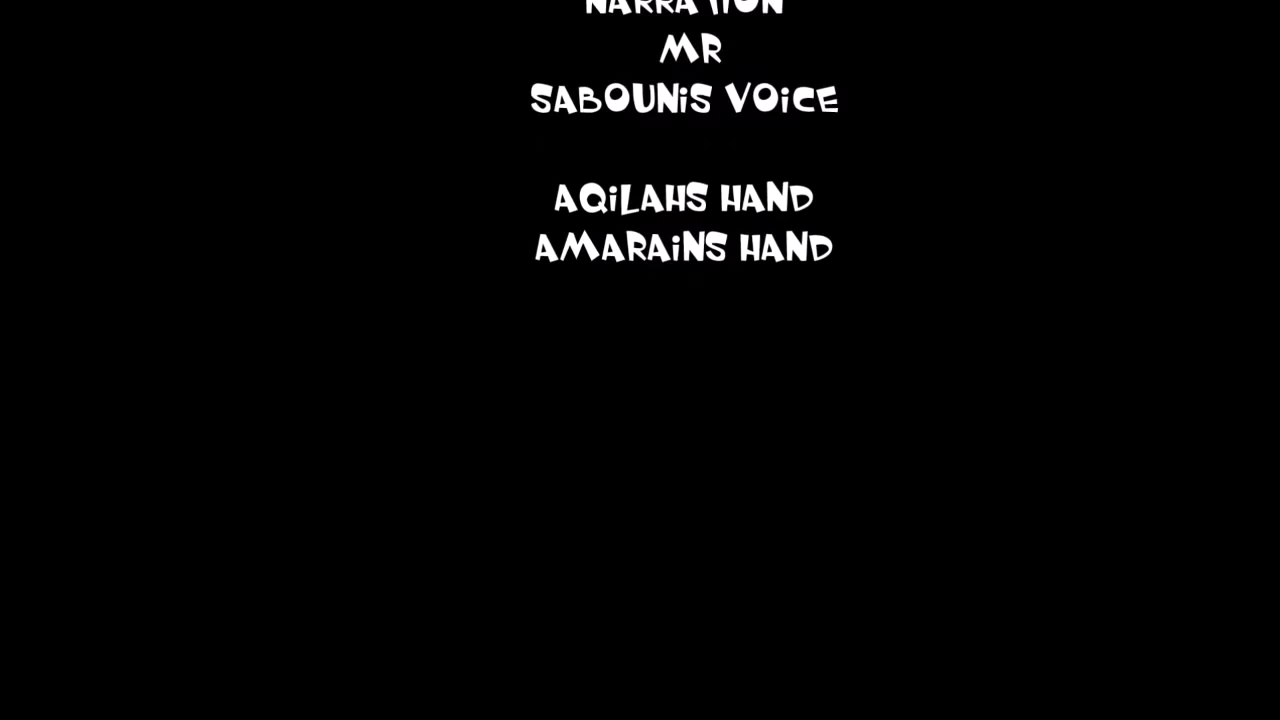 NARRATION
MR
SABOUNiS VOiCE
AQiLAHS HAND
AMARAiNS HAND